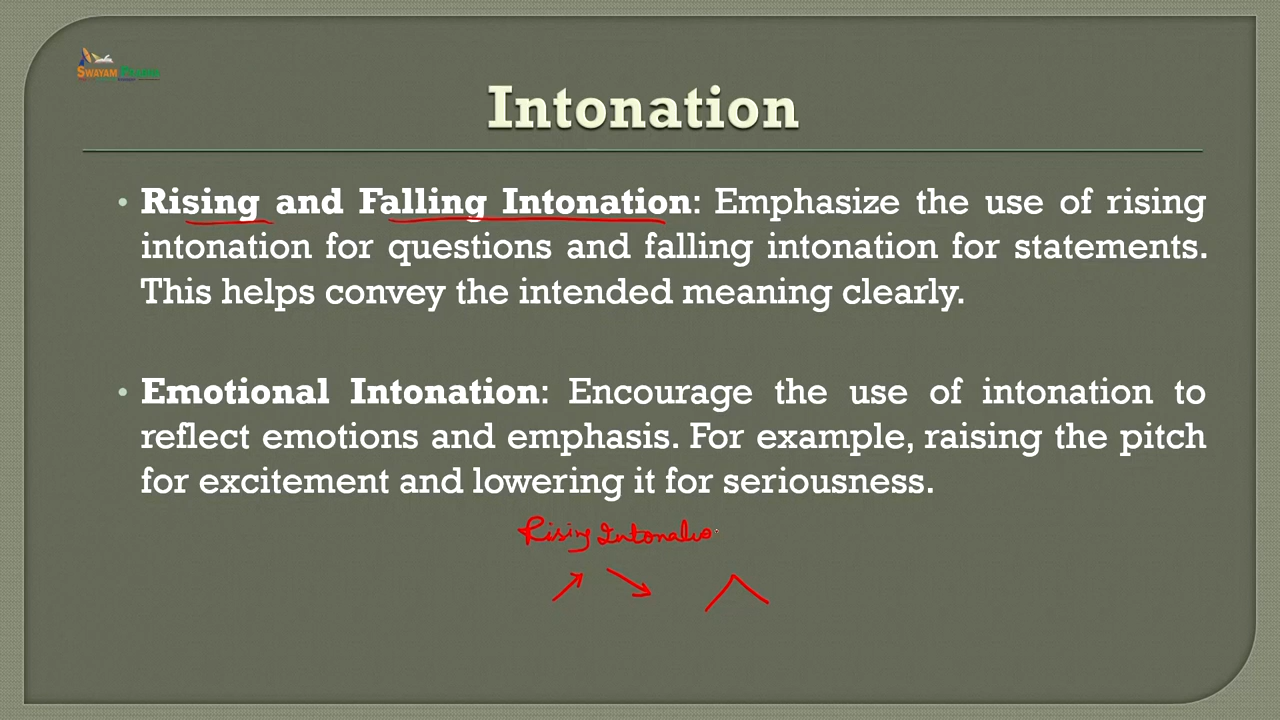 SWAYAM PRABHA
Intonation
• Rising and Falling Intonation: Emphasize the use of rising
intonation for questions and falling intonation for statements.
This helps convey the intended meaning clearly.
• Emotional Intonation: Encourage the use of intonation to
reflect emotions and emphasis. For example, raising the pitch
for excitement and lowering it for seriousness.
Rising Intonatio